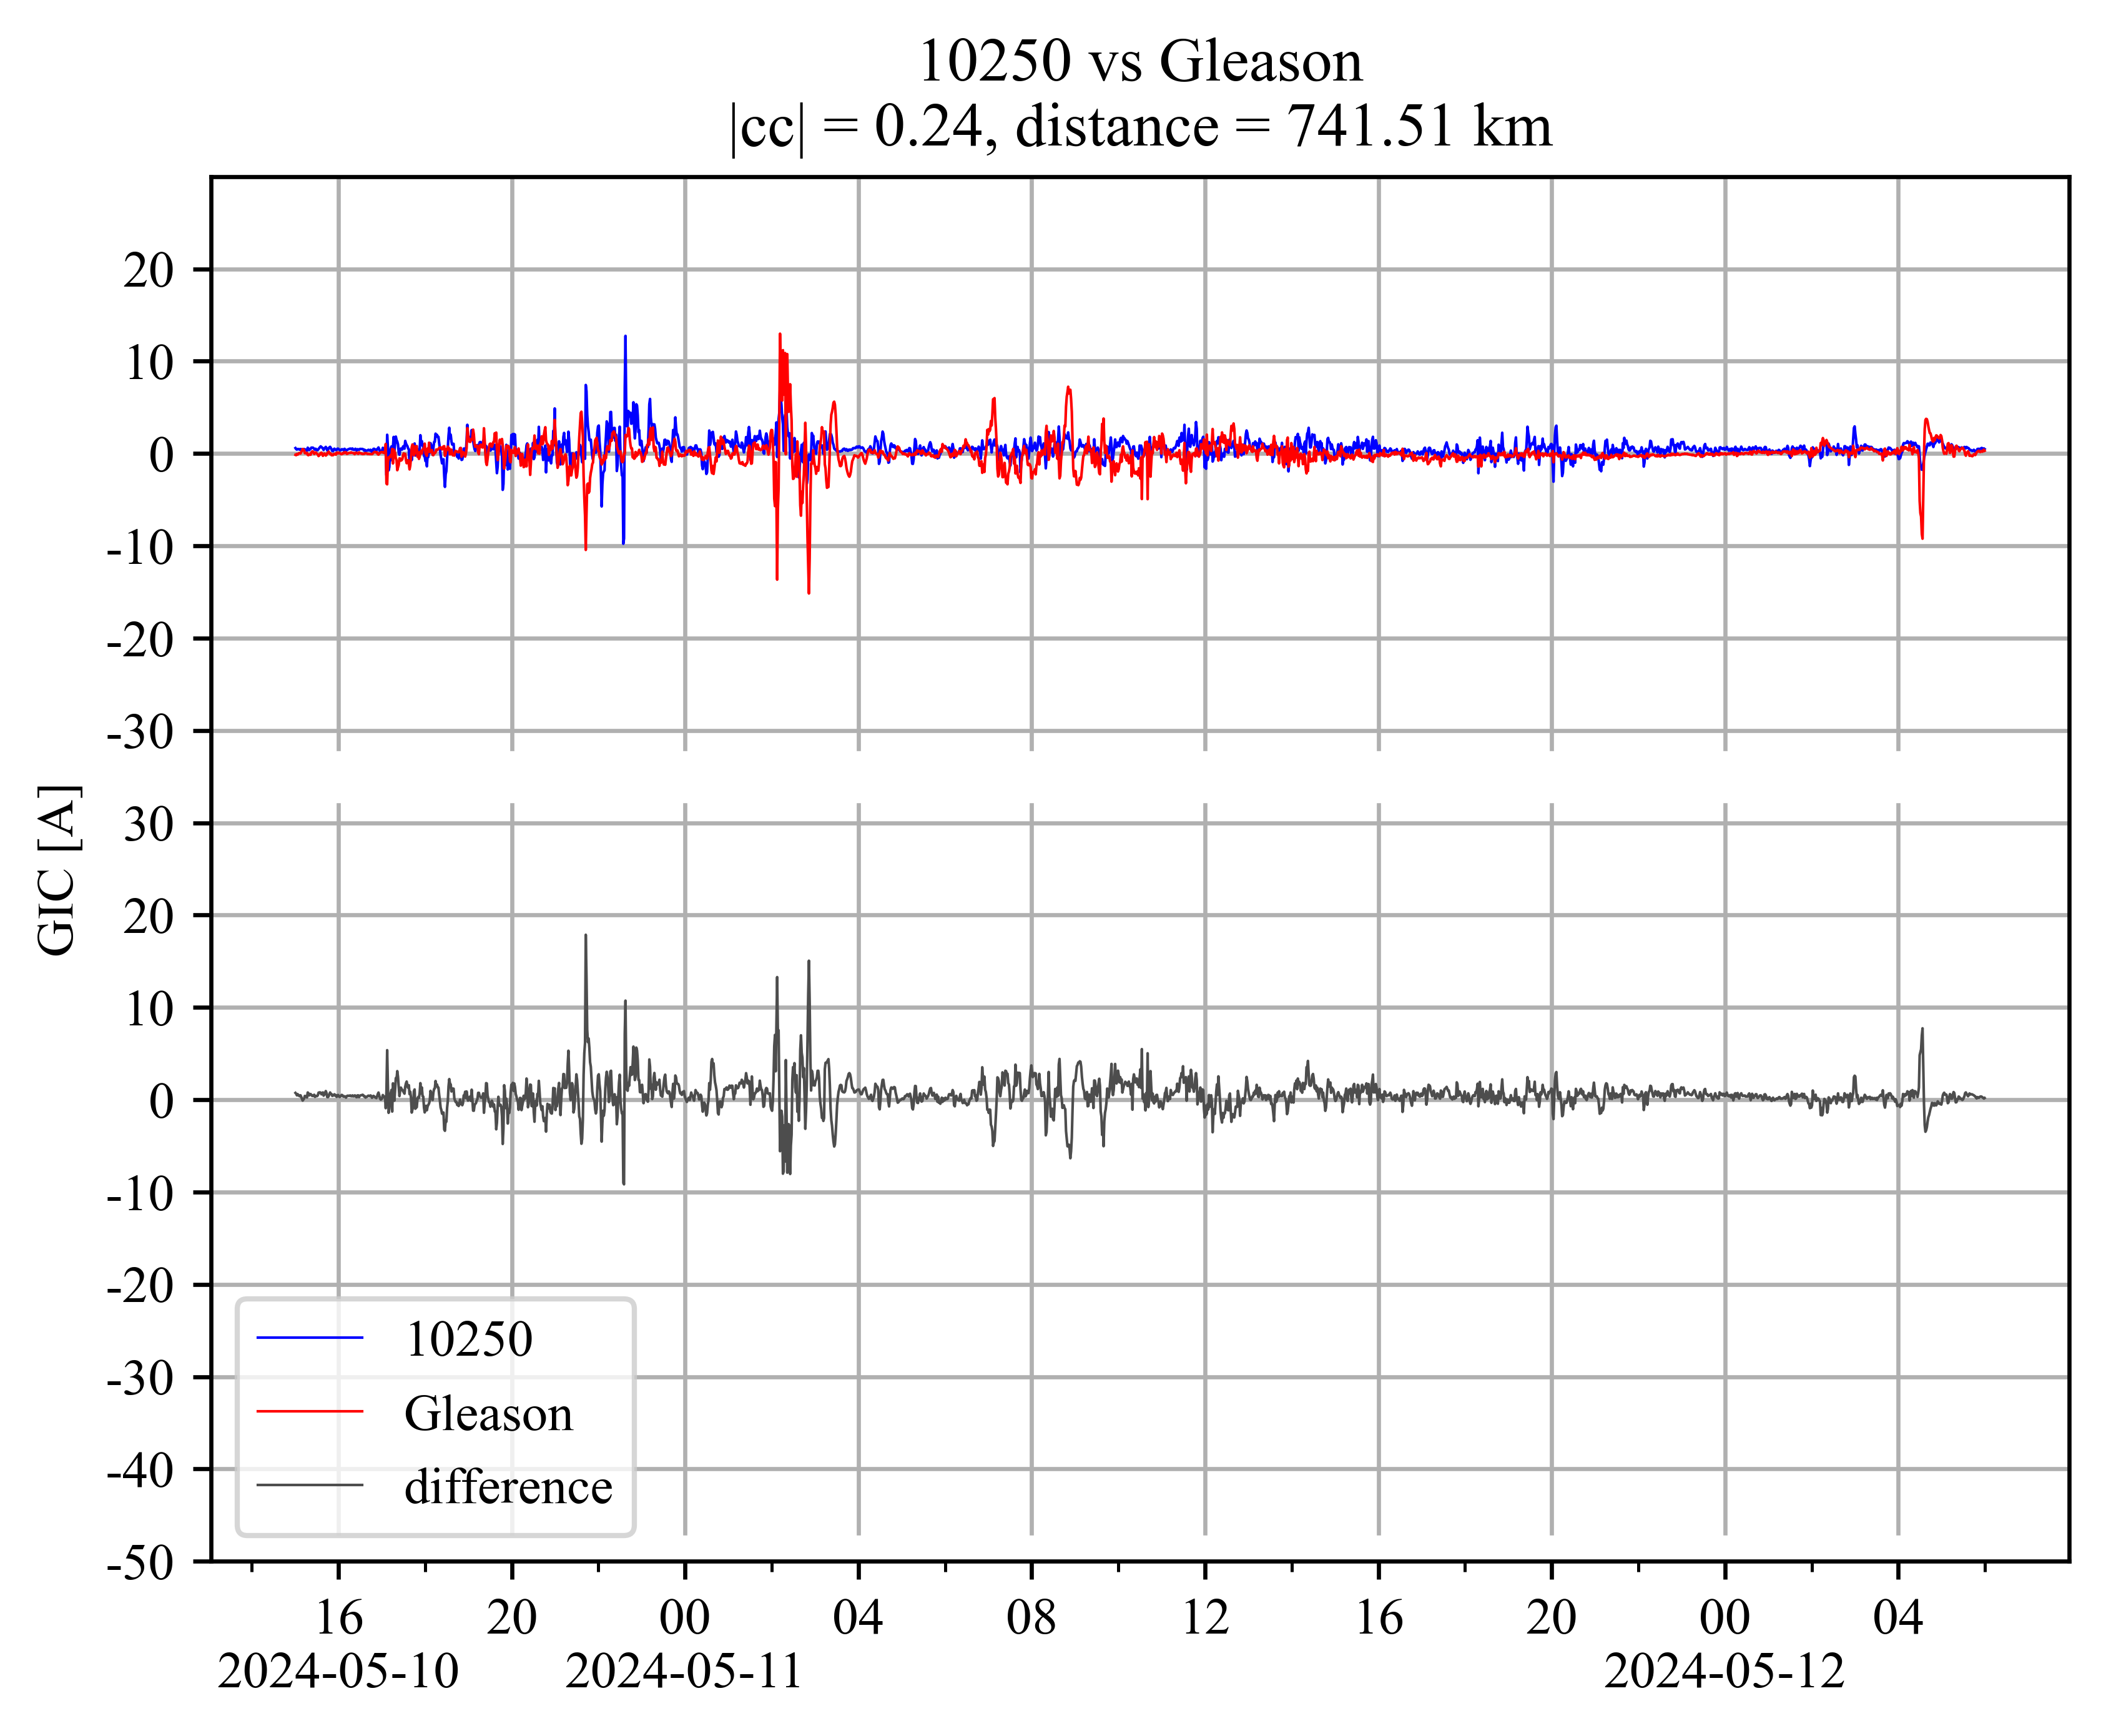 10250 vs Gleason
|cc| = 0.24, distance = 741.51 km
20
10
0
-10
-20
-30
30
20
10
0
-10
-20
-30
-40
-50
GIC [A]
10250
Gleason
difference
16 20 00 04 08 12 16 20 00 04
2024-05-10 2024-05-11 2024-05-12